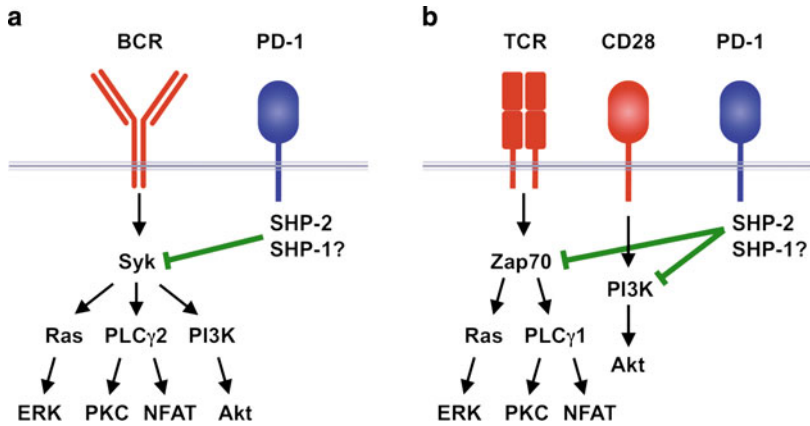 a
BCR PD-1
SHP-2
SHP-1?
Syk
Ras PLCγ2 PI3K
ERK PKC NFAT Akt
b
TCR CD28 PD-1
SHP-2
SHP-1?
Zap70
PI3K
Ras PLCγ1
Akt
ERK PKC NFAT